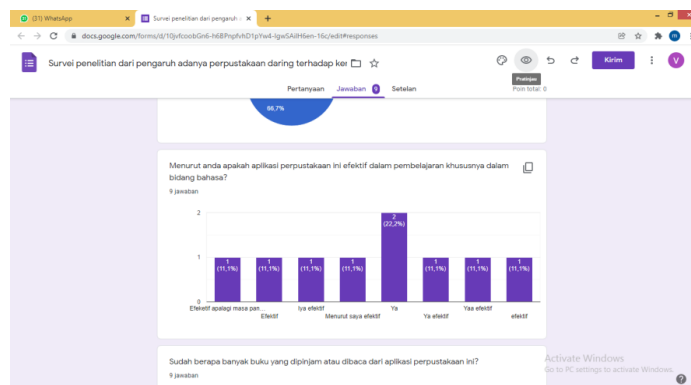 (21) WhatsApp
Survei penelitian dari pengaruh
docs.google.com/forms/d/10jvfcoobGn6-h6BPnpfvhD1pYw4-IgwSAilH6en-16c/edit#responses
Survei penelitian dari pengaruh adanya perpustakaan daring terhadap ker
Kirim
V
Pratinjau
Pertanyaan Jawaban 9 Setelan
Poin total: 0
66,7%
Menurut anda apakah aplikasi perpustakaan ini efektif dalam pembelajaran khususnya dalam
bidang bahasa?
9 jawaban
2
2
(22,2%)
1
1
(11,1%)
1
(11,1%)
1
(11,1%)
1
(11,1%)
1
(11,1%)
1
(11,1%)
1
(11,1%)
0
Efeketif apalagi masa pan...
Iya efektif
Ya
Yaa efektif
Efektif
Menurut saya efektif
Ya efektif
efektif
Sudah berapa banyak buku yang dipinjam atau dibaca dari aplikasi perpustakaan ini?
9 jawaban
Activate Windows
Go to PC settings to activate Windows.